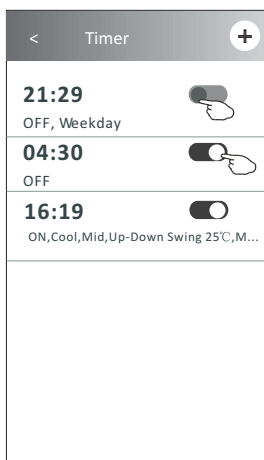 < Timer +
21:29
OFF, Weekday
04:30
OFF
16:19
ON,Cool,Mid,Up-Down Swing 25℃,M...